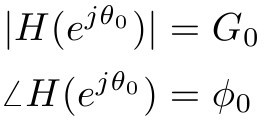 |H(e^{jθ_0})| = G_0
∠H(e^{jθ_0}) = ϕ_0